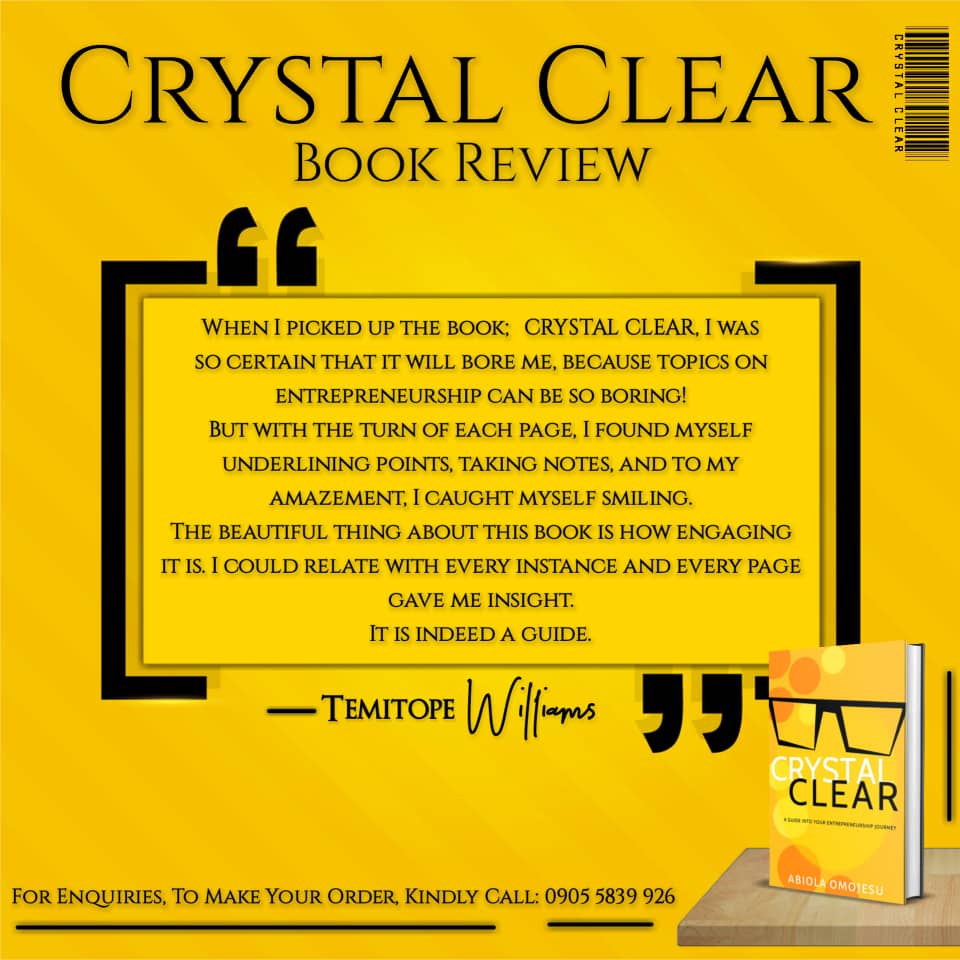 CRYSTAL CLEAR
BOOK REVIEW
CRYSTAL CLEAR
WHEN I PICKED UP THE BOOK; CRYSTAL CLEAR, I WAS
SO CERTAIN THAT IT WILL BORE ME, BECAUSE TOPICS ON
ENTREPRENEURSHIP CAN BE SO BORING!
BUT WITH THE TURN OF EACH PAGE, I FOUND MYSELF
UNDERLINING POINTS, TAKING NOTES, AND TO MY
AMAZEMENT, I CAUGHT MYSELF SMILING.
THE BEAUTIFUL THING ABOUT THIS BOOK IS HOW ENGAGING
IT IS. I COULD RELATE WITH EVERY INSTANCE AND EVERY PAGE
GAVE ME INSIGHT.
IT IS INDEED A GUIDE.
— TEMITOPE Williams
CRYSTAL
CLEAR
A GUIDE INTO YOUR ENTREPRENEURSHIP JOURNEY
ABIOLA OMOJESU
FOR ENQUIRIES, TO MAKE YOUR ORDER, KINDLY CALL: 0905 5839 926